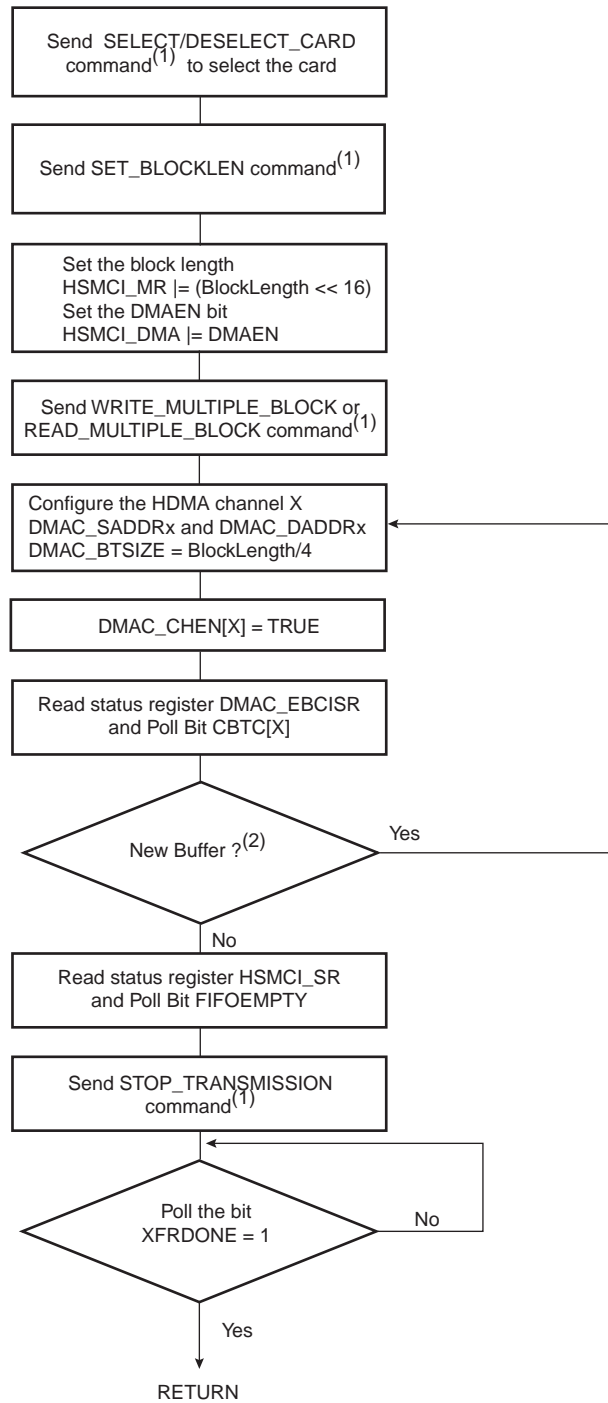 Send SELECT/DESELECT_CARD
command(1) to select the card
Send SET_BLOCKLEN command(1)
Set the block length
HSMCI_MR |= (BlockLength << 16)
Set the DMAEN bit
HSMCI_DMA |= DMAEN
Send WRITE_MULTIPLE_BLOCK or
READ_MULTIPLE_BLOCK command(1)
Configure the HDMA channel X
DMAC_SADDRx and DMAC_DADDRx
DMAC_BTSIZE = BlockLength/4
DMAC_CHEN[X] = TRUE
Read status register DMAC_EBCISR
and Poll Bit CBTC[X]
New Buffer ?(2)
Yes
No
Read status register HSMCI_SR
and Poll Bit FIFOEMPTY
Send STOP_TRANSMISSION
command(1)
Poll the bit
XFRDONE = 1
No
Yes
RETURN